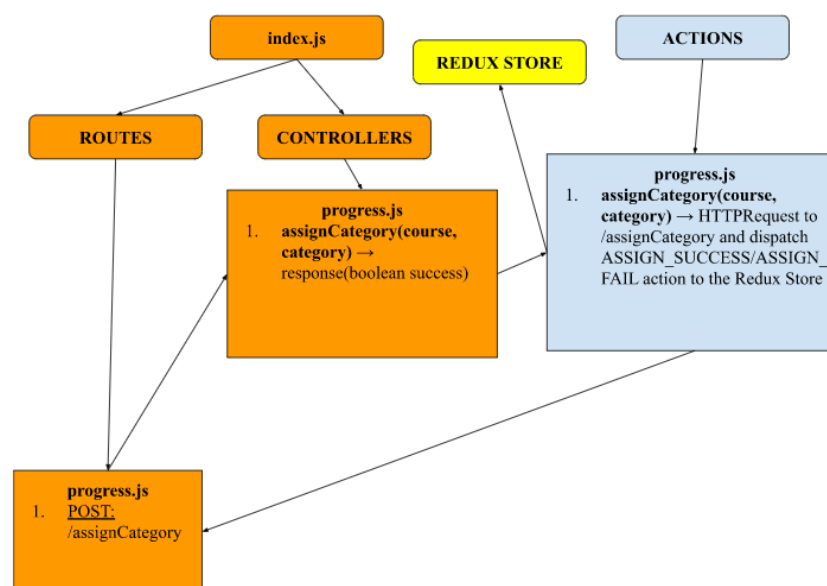 index.js
REDUX STORE
ACTIONS
ROUTES
CONTROLLERS
progress.js
1. assignCategory(course,
category) → HTTPRequest to
/assignCategory and dispatch
ASSIGN_SUCCESS/ASSIGN_
FAIL action to the Redux Store
progress.js
1. assignCategory(course,
category) →
response(boolean success)
progress.js
1. POST:
/assignCategory